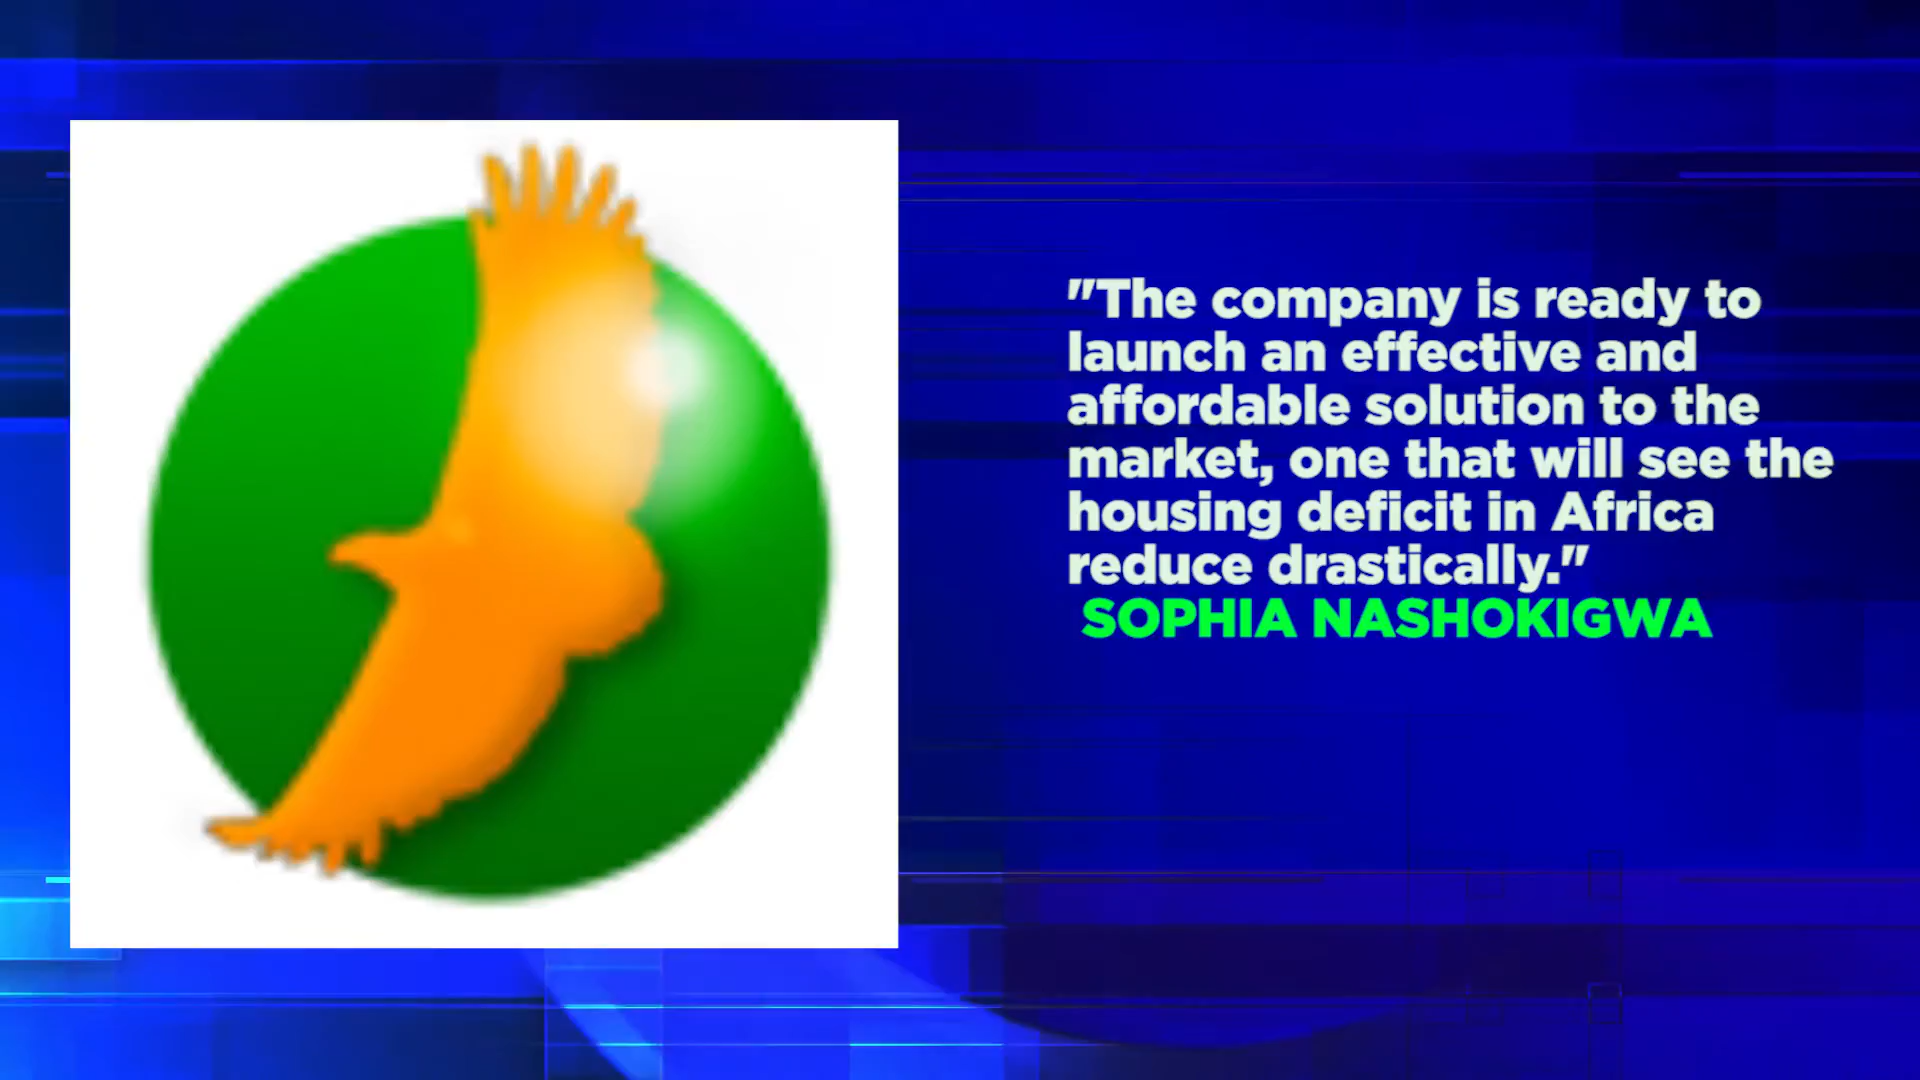 "The company is ready to
launch an effective and
affordable solution to the
market, one that will see the
housing deficit in Africa
reduce drastically."
SOPHIA NASHOKIGWA